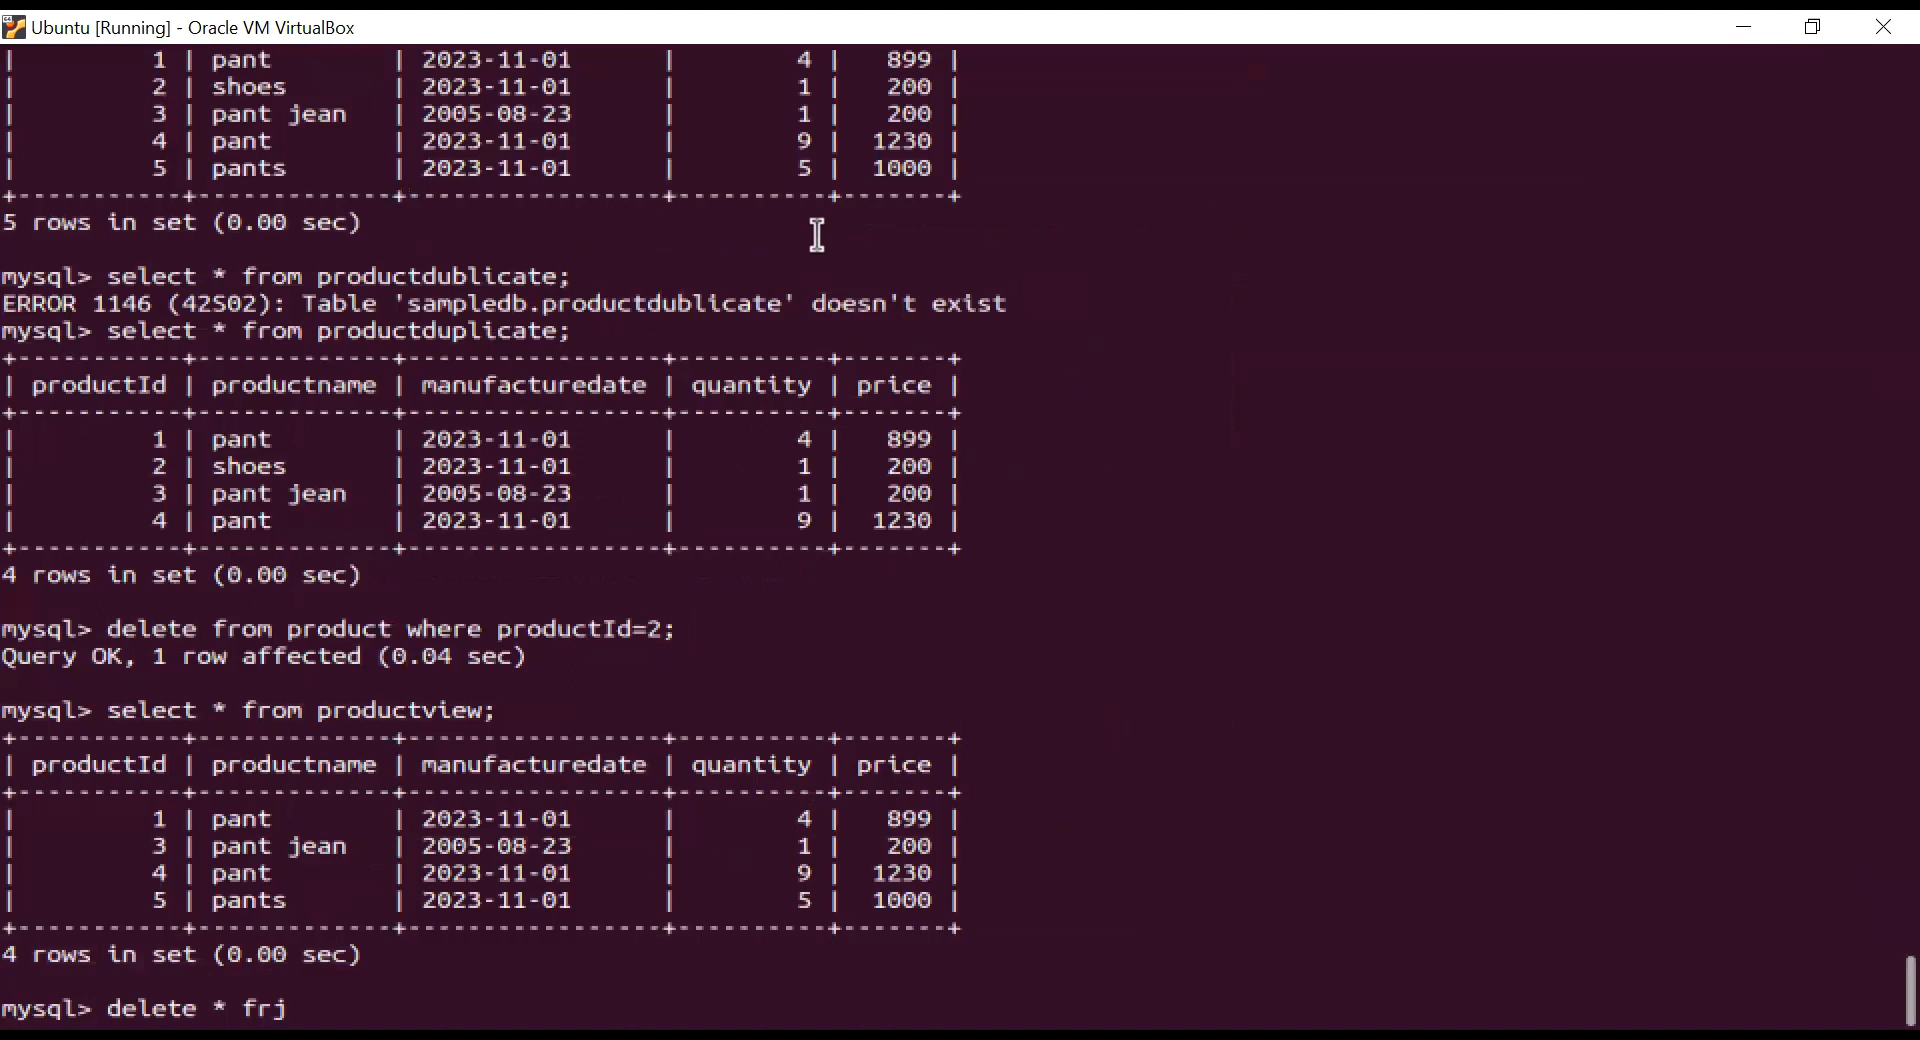 Ubuntu [Running] - Oracle VM VirtualBox
|         1 | pant        | 2023-11-01      |        4 |   899 |
|         2 | shoes       | 2023-11-01      |        1 |   200 |
|         3 | pant jean   | 2005-08-23      |        1 |   200 |
|         4 | pant        | 2023-11-01      |        9 |  1230 |
|         5 | pants       | 2023-11-01      |        5 |  1000 |
+-----------+-------------+-----------------+----------+-------+
5 rows in set (0.00 sec)
mysql> select * from productdublicate;
ERROR 1146 (42S02): Table 'sampledb.productdublicate' doesn't exist
mysql> select * from productduplicate;
+-----------+-------------+-----------------+----------+-------+
| productId | productname | manufacturedate | quantity | price |
+-----------+-------------+-----------------+----------+-------+
|         1 | pant        | 2023-11-01      |        4 |   899 |
|         2 | shoes       | 2023-11-01      |        1 |   200 |
|         3 | pant jean   | 2005-08-23      |        1 |   200 |
|         4 | pant        | 2023-11-01      |        9 |  1230 |
+-----------+-------------+-----------------+----------+-------+
4 rows in set (0.00 sec)
mysql> delete from product where productId=2;
Query OK, 1 row affected (0.04 sec)
mysql> select * from productview;
+-----------+-------------+-----------------+----------+-------+
| productId | productname | manufacturedate | quantity | price |
+-----------+-------------+-----------------+----------+-------+
|         1 | pant        | 2023-11-01      |        4 |   899 |
|         3 | pant jean   | 2005-08-23      |        1 |   200 |
|         4 | pant        | 2023-11-01      |        9 |  1230 |
|         5 | pants       | 2023-11-01      |        5 |  1000 |
+-----------+-------------+-----------------+----------+-------+
4 rows in set (0.00 sec)
mysql> delete * frj